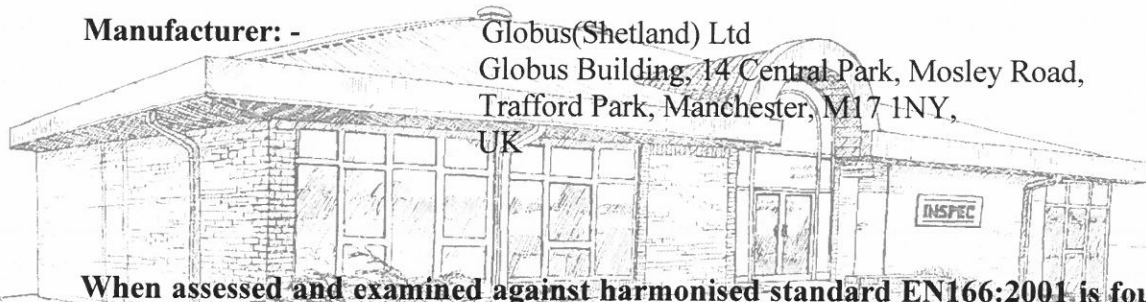 Manufacturer: - Globus(Shetland) Ltd
Globus Building, 14 Central Park, Mosley Road,
Trafford Park, Manchester, M17 1NY,
UK
INSPEC
When assessed and examined against harmonised standard EN166:2001 is for